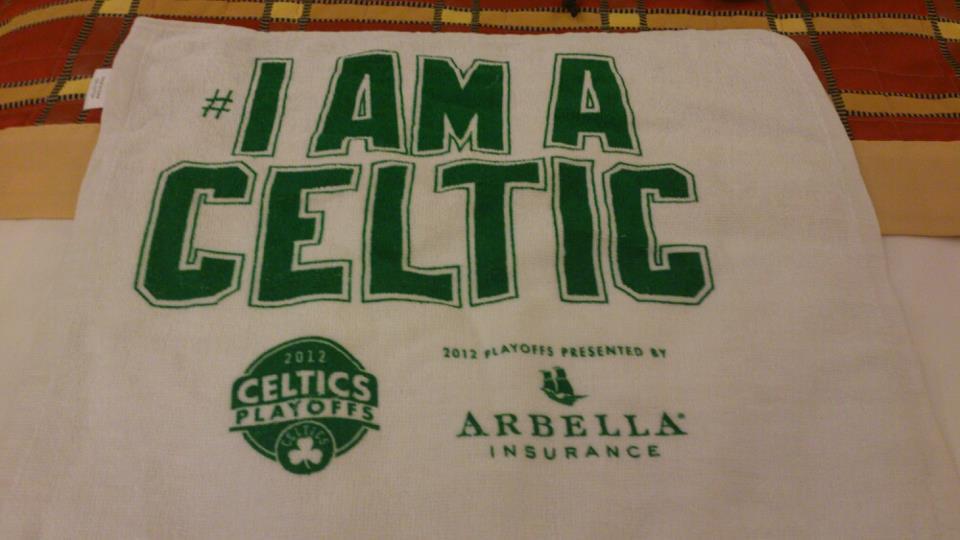 #I AM A
CELTIC
2012
CELTICS
PLAYOFFS
CELTICS
2012 PLAYOFFS PRESENTED BY
ARBELLA®
INSURANCE